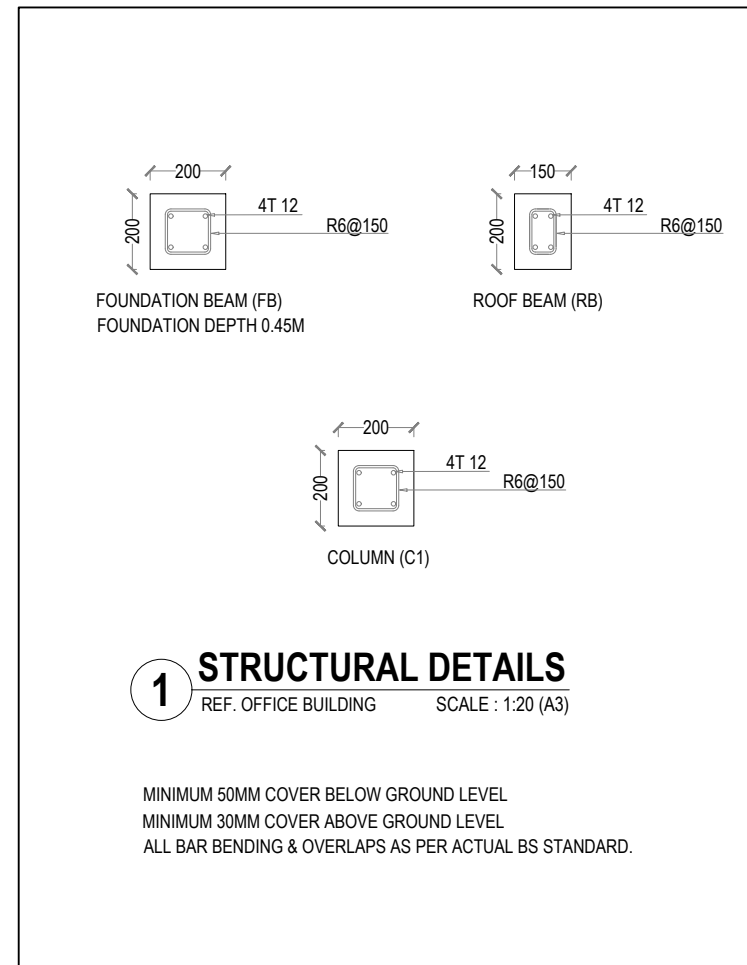 200
200
4T 12
R6@150
FOUNDATION BEAM (FB)
FOUNDATION DEPTH 0.45M
150
200
4T 12
R6@150
ROOF BEAM (RB)
200
200
4T 12
R6@150
COLUMN (C1)
1
STRUCTURAL DETAILS
REF. OFFICE BUILDING SCALE : 1:20 (A3)
MINIMUM 50MM COVER BELOW GROUND LEVEL
MINIMUM 30MM COVER ABOVE GROUND LEVEL
ALL BAR BENDING & OVERLAPS AS PER ACTUAL BS STANDARD.